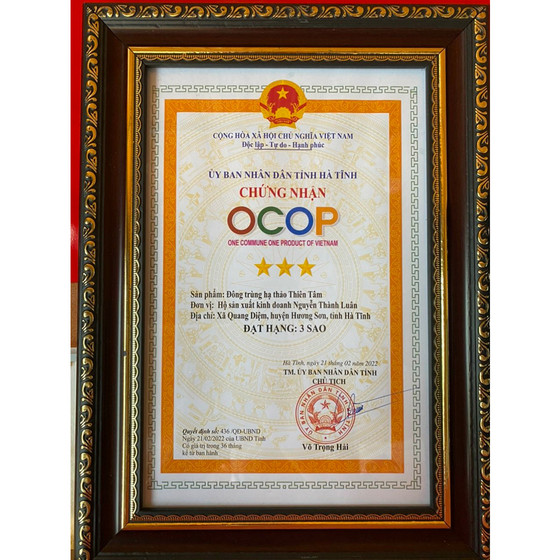 CỘNG HÒA XÃ HỘI CHỦ NGHĨA VIỆT NAM
Độc lập - Tự do - Hạnh phúc
ỦY BAN NHÂN DÂN TỈNH HÀ TĨNH
CHỨNG NHẬN
OCOP
ONE COMMUNE ONE PRODUCT OF VIETNAM
Sản phẩm: Đông trùng hạ thảo Thiên Tâm
Đơn vị: Hộ sản xuất kinh doanh Nguyễn Thành Luân
Địa chỉ: Xã Quang Diệm, huyện Hương Sơn, tỉnh Hà Tĩnh
ĐẠT HẠNG: 3 SAO
Hà Tĩnh, ngày 21 tháng 02 năm 2022
TM. ỦY BAN NHÂN DÂN TỈNH
CHỦ TỊCH
Võ Trọng Hải
Quyết định số: 436 /QĐ-UBND
Ngày 21/02/2022 của UBND Tỉnh
Có giá trị trong 36 tháng
kể từ ban hành